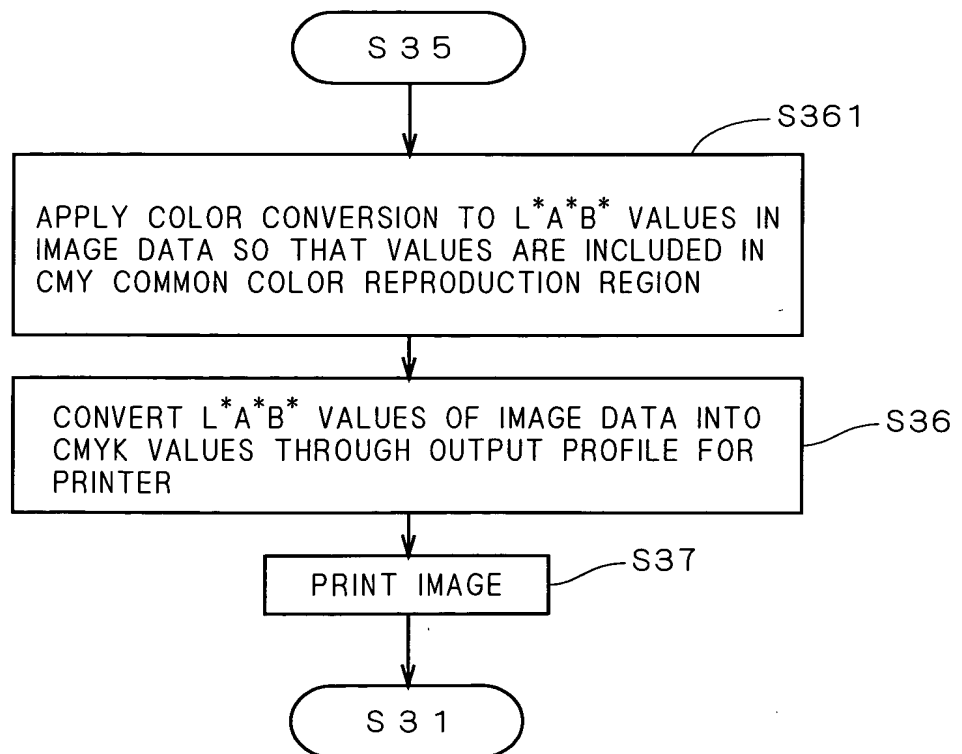 S35
S361
APPLY COLOR CONVERSION TO L*A*B* VALUES IN
IMAGE DATA SO THAT VALUES ARE INCLUDED IN
CMY COMMON COLOR REPRODUCTION REGION
CONVERT L*A*B* VALUES OF IMAGE DATA INTO
CMYK VALUES THROUGH OUTPUT PROFILE FOR
PRINTER
S36
PRINT IMAGE
S37
S31